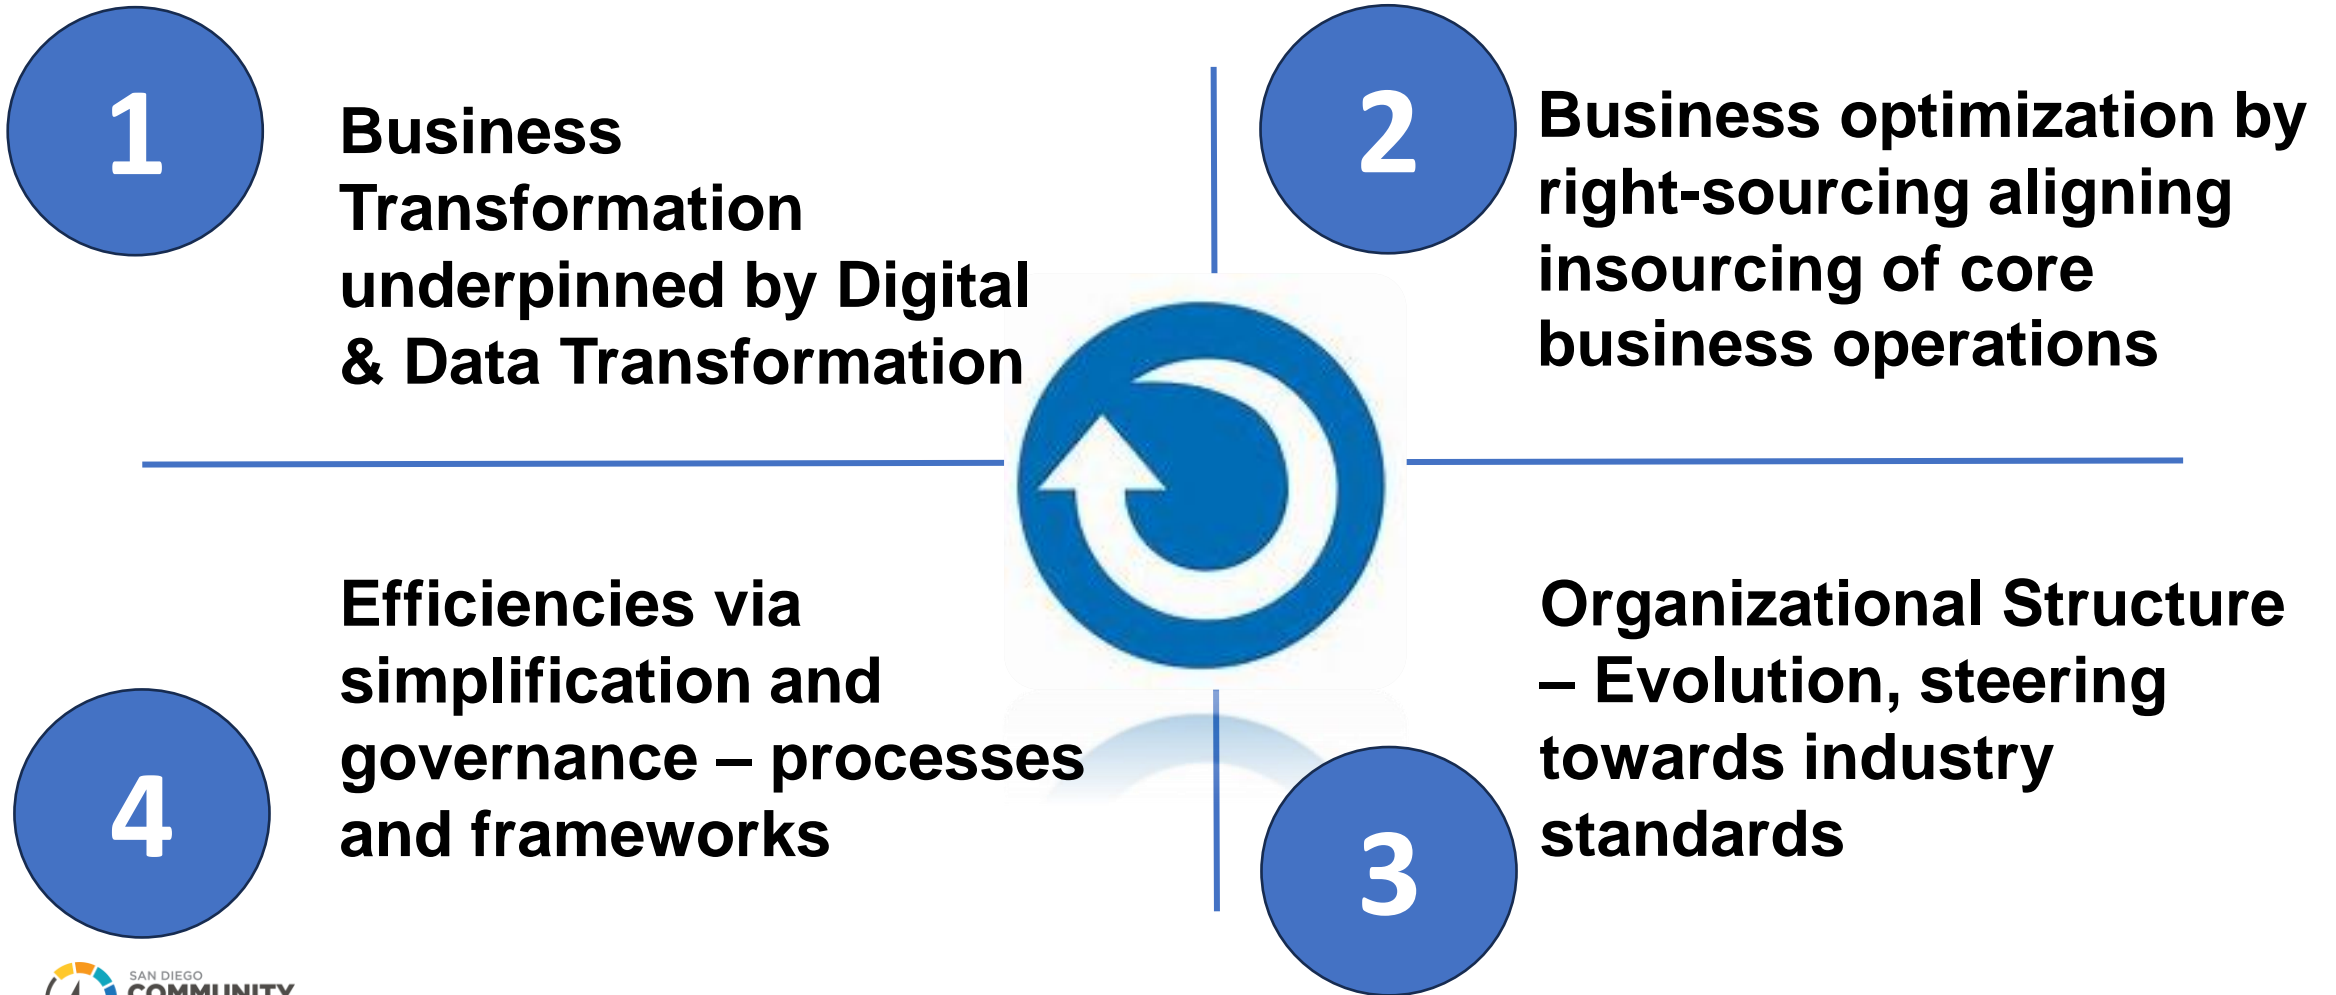 1
Business
Transformation
underpinned by Digital
& Data Transformation
2
Business optimization by
right-sourcing aligning
insourcing of core
business operations
4
Efficiencies via
simplification and
governance – processes
and frameworks
3
Organizational Structure
– Evolution, steering
towards industry
standards
SAN DIEGO
COMMUNITY